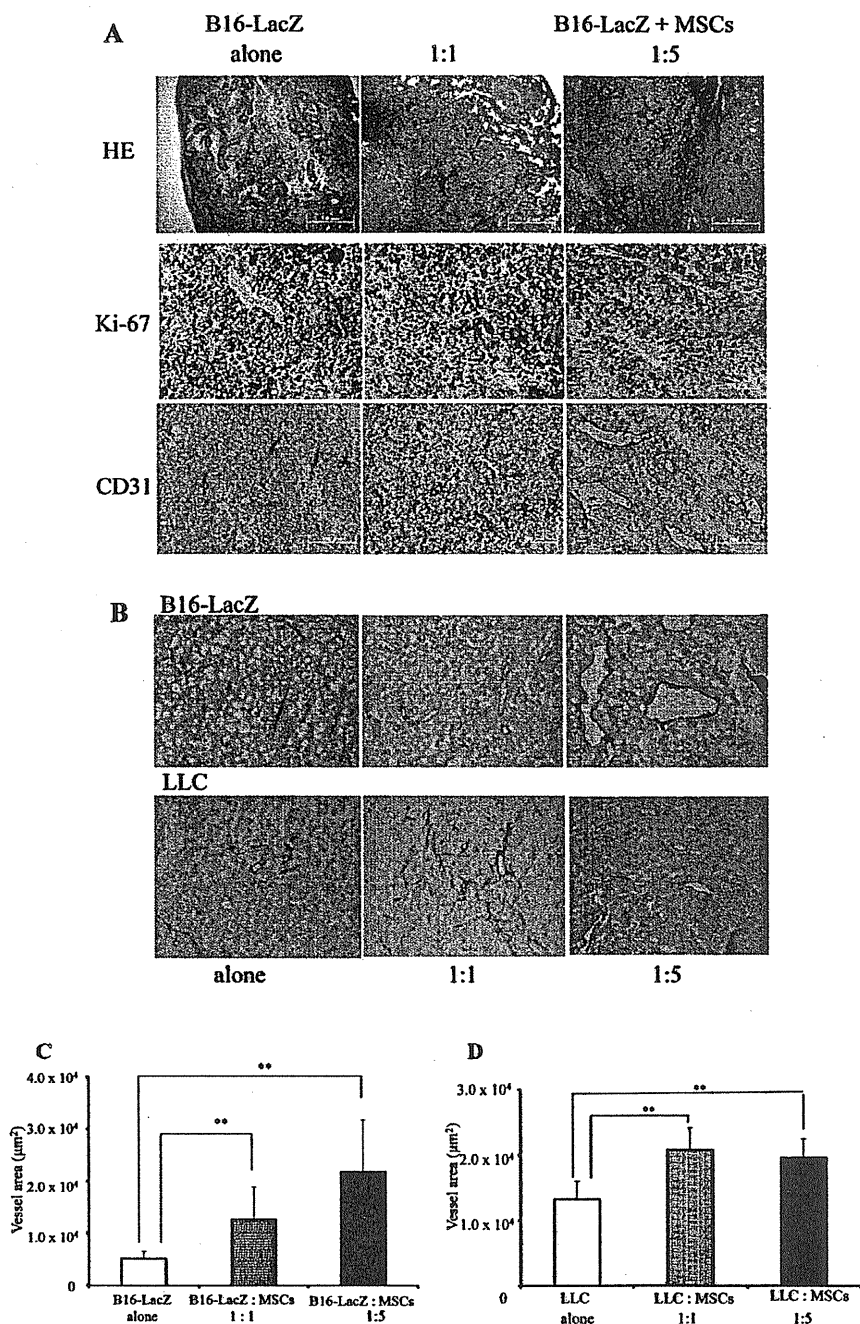 A
B16-LacZ
alone
B16-LacZ + MSCs
1:1
1:5
HE
Ki-67
CD31
B
B16-LacZ
LLC
alone
1:1
1:5
C
Vessel area (μm²)
4.0 x 10⁴
3.0 x 10⁴
2.0 x 10⁴
1.0 x 10⁴
0
**
**
B16-LacZ
alone
B16-LacZ : MSCs
1 : 1
B16-LacZ : MSCs
1:5
D
Vessel area (μm²)
3.0 x 10⁴
2.0 x 10⁴
1.0 x 10⁴
0
**
**
LLC
alone
LLC : MSCs
1:1
LLC : MSCs
1:5